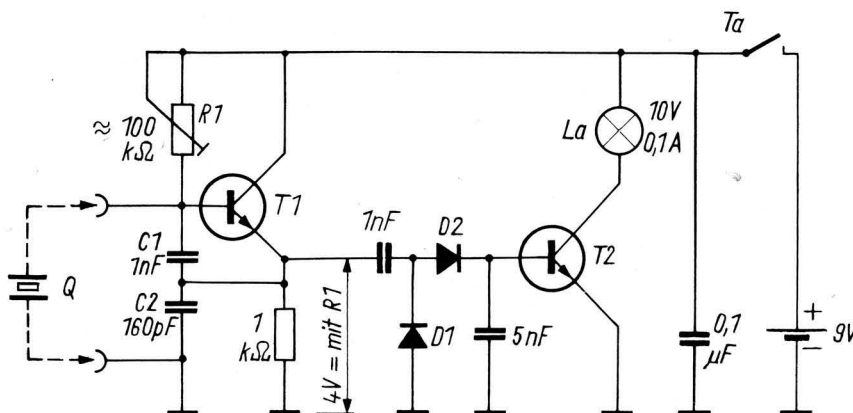 Ta
≈ 100 kΩ
R1
La
10V
0,1A
T1
C1
1nF
1nF
D2
T2
Q
C2
160pF
1
kΩ
4V = mit R1
D1
5nF
0,1
µF
+
−
9V